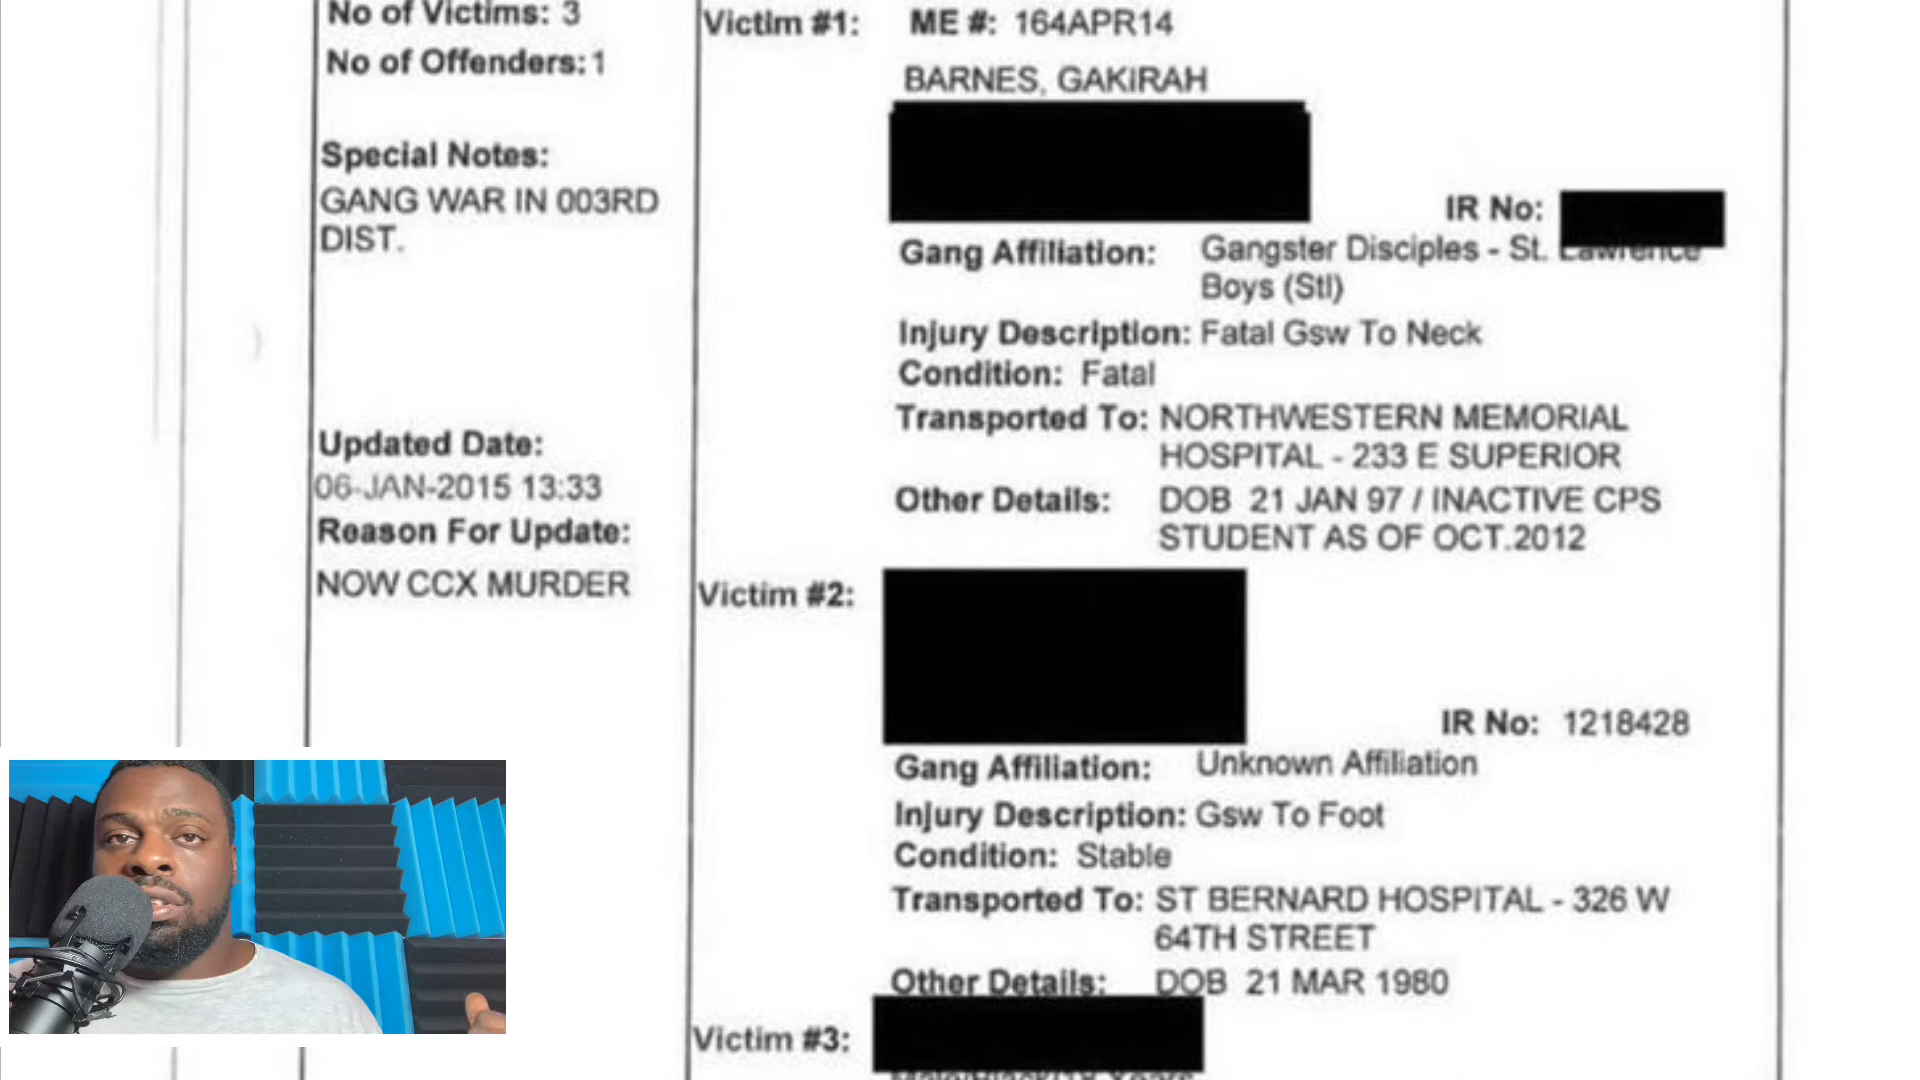 No of Victims: 3
No of Offenders: 1
Special Notes:
GANG WAR IN 003RD
DIST.
Updated Date:
06-JAN-2015 13:33
Reason For Update:
NOW CCX MURDER
Victim #1: ME #: 164APR14
BARNES, GAKIRAH
IR No:
Gang Affiliation: Gangster Disciples - St. Lawrence
Boys (Stl)
Injury Description: Fatal Gsw To Neck
Condition: Fatal
Transported To: NORTHWESTERN MEMORIAL
HOSPITAL - 233 E SUPERIOR
Other Details: DOB 21 JAN 97 / INACTIVE CPS
STUDENT AS OF OCT.2012
Victim #2:
IR No: 1218428
Gang Affiliation: Unknown Affiliation
Injury Description: Gsw To Foot
Condition: Stable
Transported To: ST BERNARD HOSPITAL - 326 W
64TH STREET
Other Details: DOB 21 MAR 1980
Victim #3: